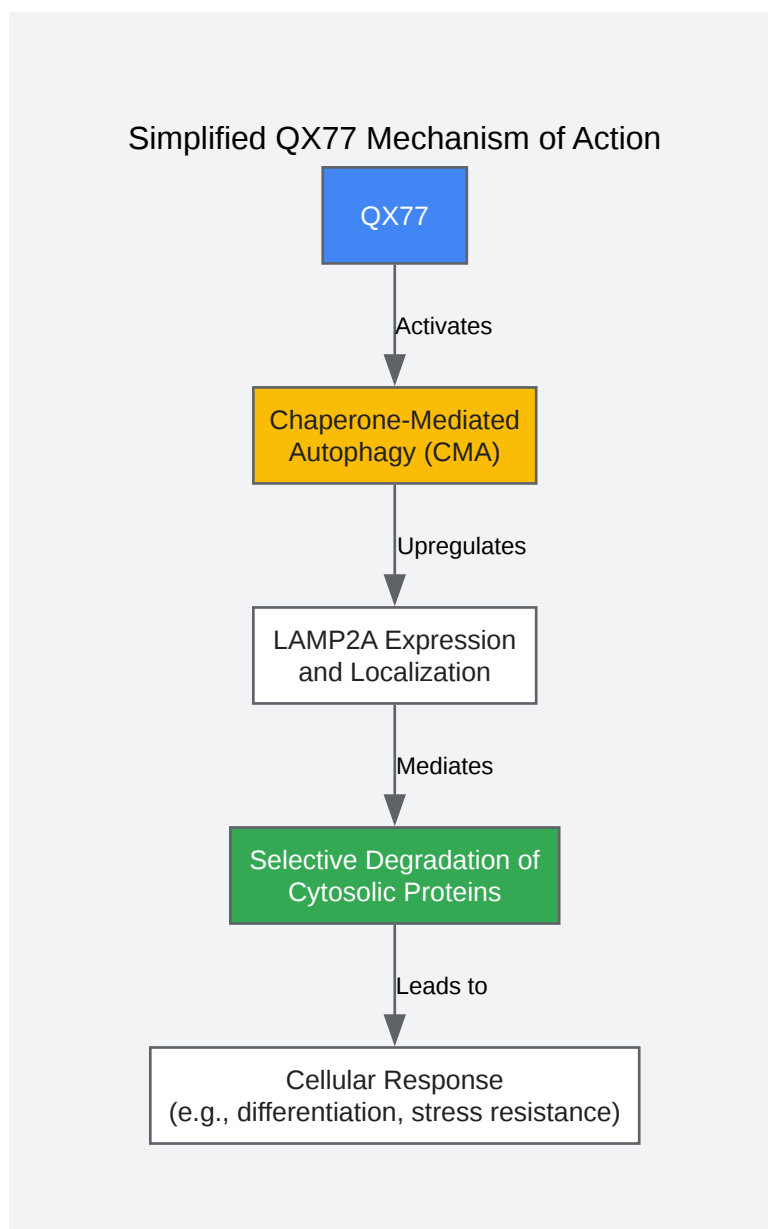 Simplified QX77 Mechanism of Action
QX77
Activates
Chaperone-Mediated
Autophagy (CMA)
Upregulates
LAMP2A Expression
and Localization
Mediates
Selective Degradation of
Cytosolic Proteins
Leads to
Cellular Response
(e.g., differentiation, stress resistance)